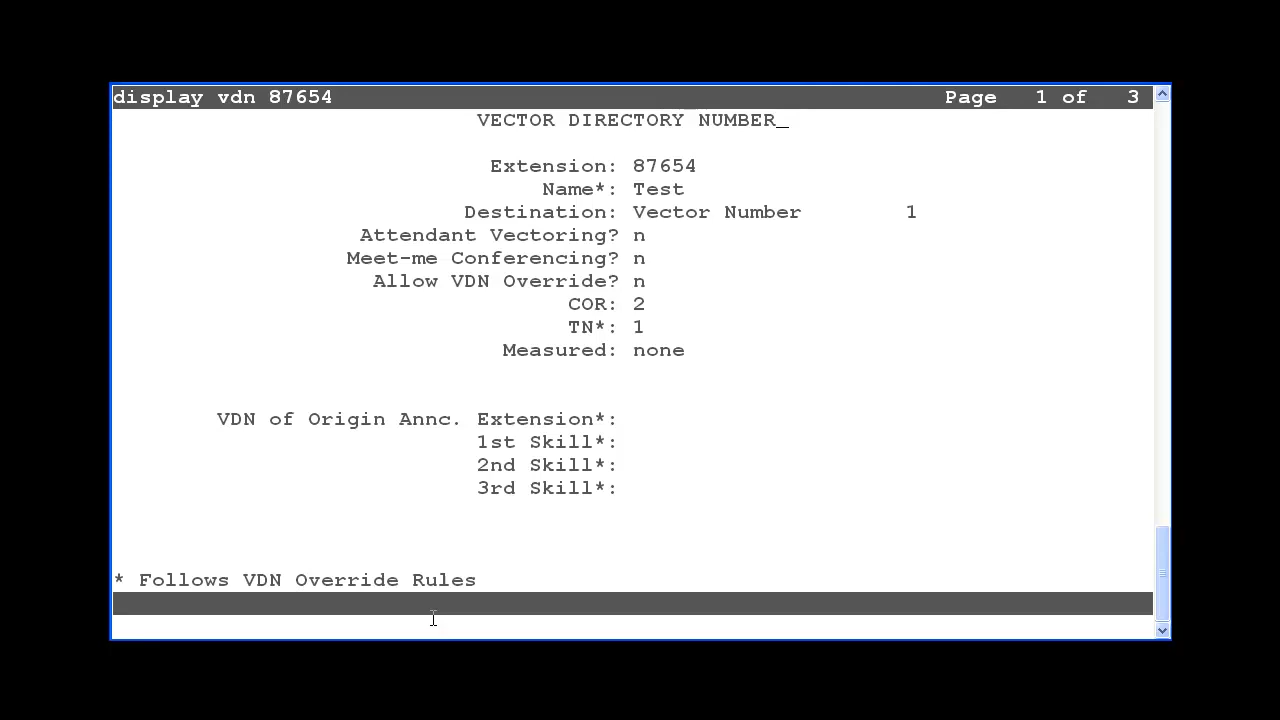 display vdn 87654 Page 1 of 3
VECTOR DIRECTORY NUMBER_
Extension: 87654
Name*: Test
Destination: Vector Number 1
Attendant Vectoring? n
Meet-me Conferencing? n
Allow VDN Override? n
COR: 2
TN*: 1
Measured: none
VDN of Origin Annc. Extension*:
1st Skill*:
2nd Skill*:
3rd Skill*:
* Follows VDN Override Rules